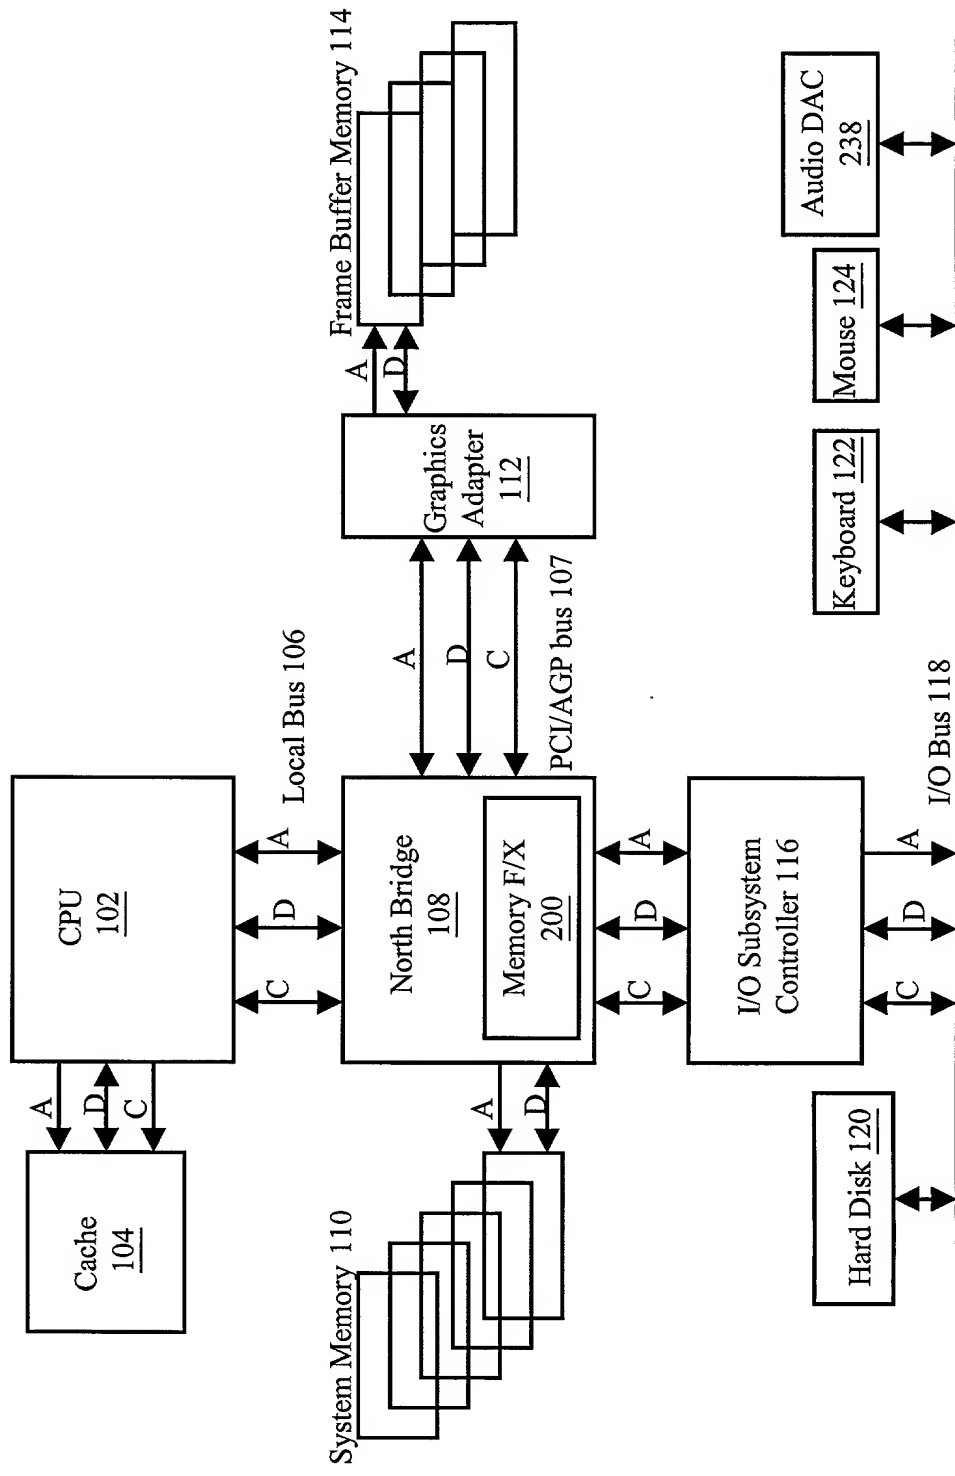 Cache
104
A
D
C
CPU
102
C
D
A
Local Bus 106
System Memory 110
A
D
North Bridge
108
Memory F/X
200
A
D
C
PCI/AGP bus 107
Graphics
Adapter
112
A
D
Frame Buffer Memory 114
C
D
A
I/O Subsystem
Controller 116
C
D
A
I/O Bus 118
Hard Disk 120
Keyboard 122
Mouse 124
Audio DAC
238